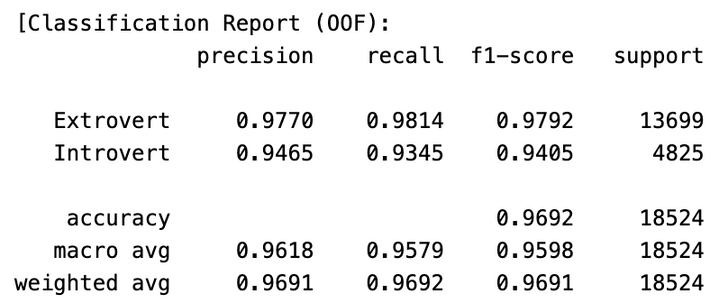 [Classification Report (OOF):
precision recall f1-score support
Extrovert 0.9770 0.9814 0.9792 13699
Introvert 0.9465 0.9345 0.9405 4825
accuracy 0.9692 18524
macro avg 0.9618 0.9579 0.9598 18524
weighted avg 0.9691 0.9692 0.9691 18524